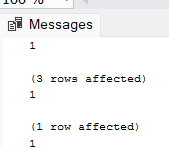 100 %
Messages
1
(3 rows affected)
1
(1 row affected)
1